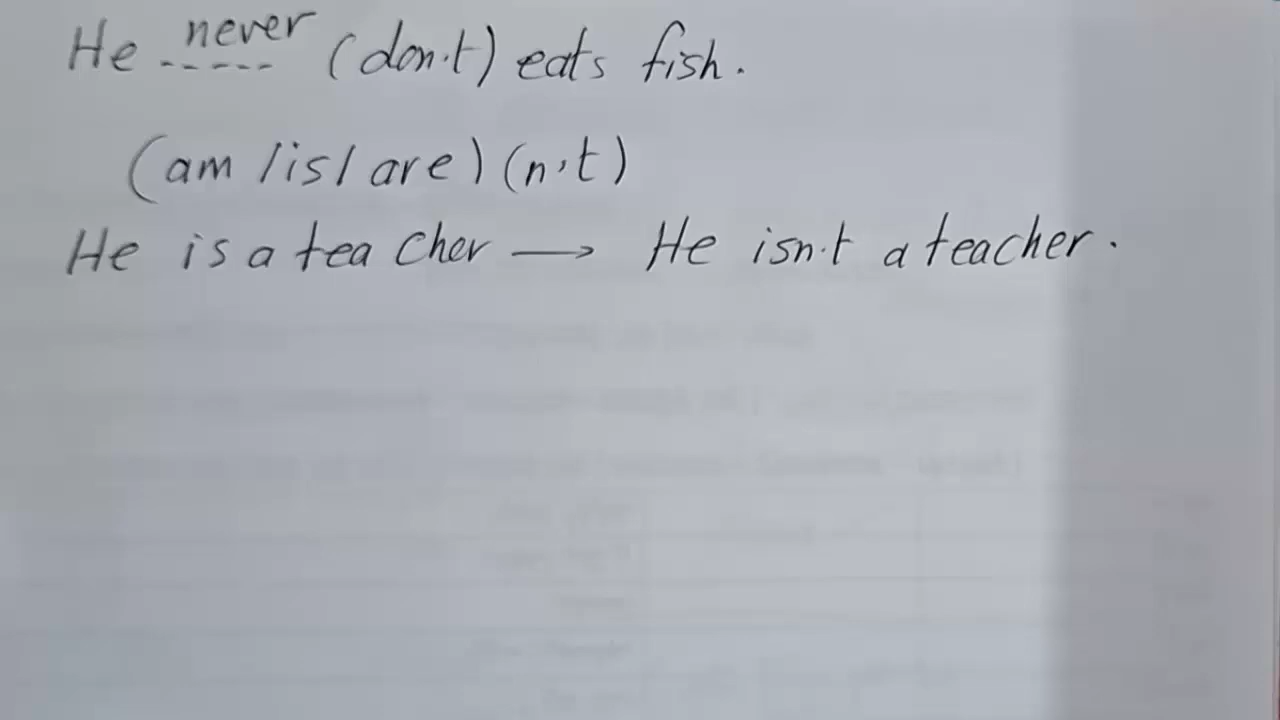 He never (don't) eats fish.
(am / is / are) (n't)
He is a teacher → He isn't a teacher.